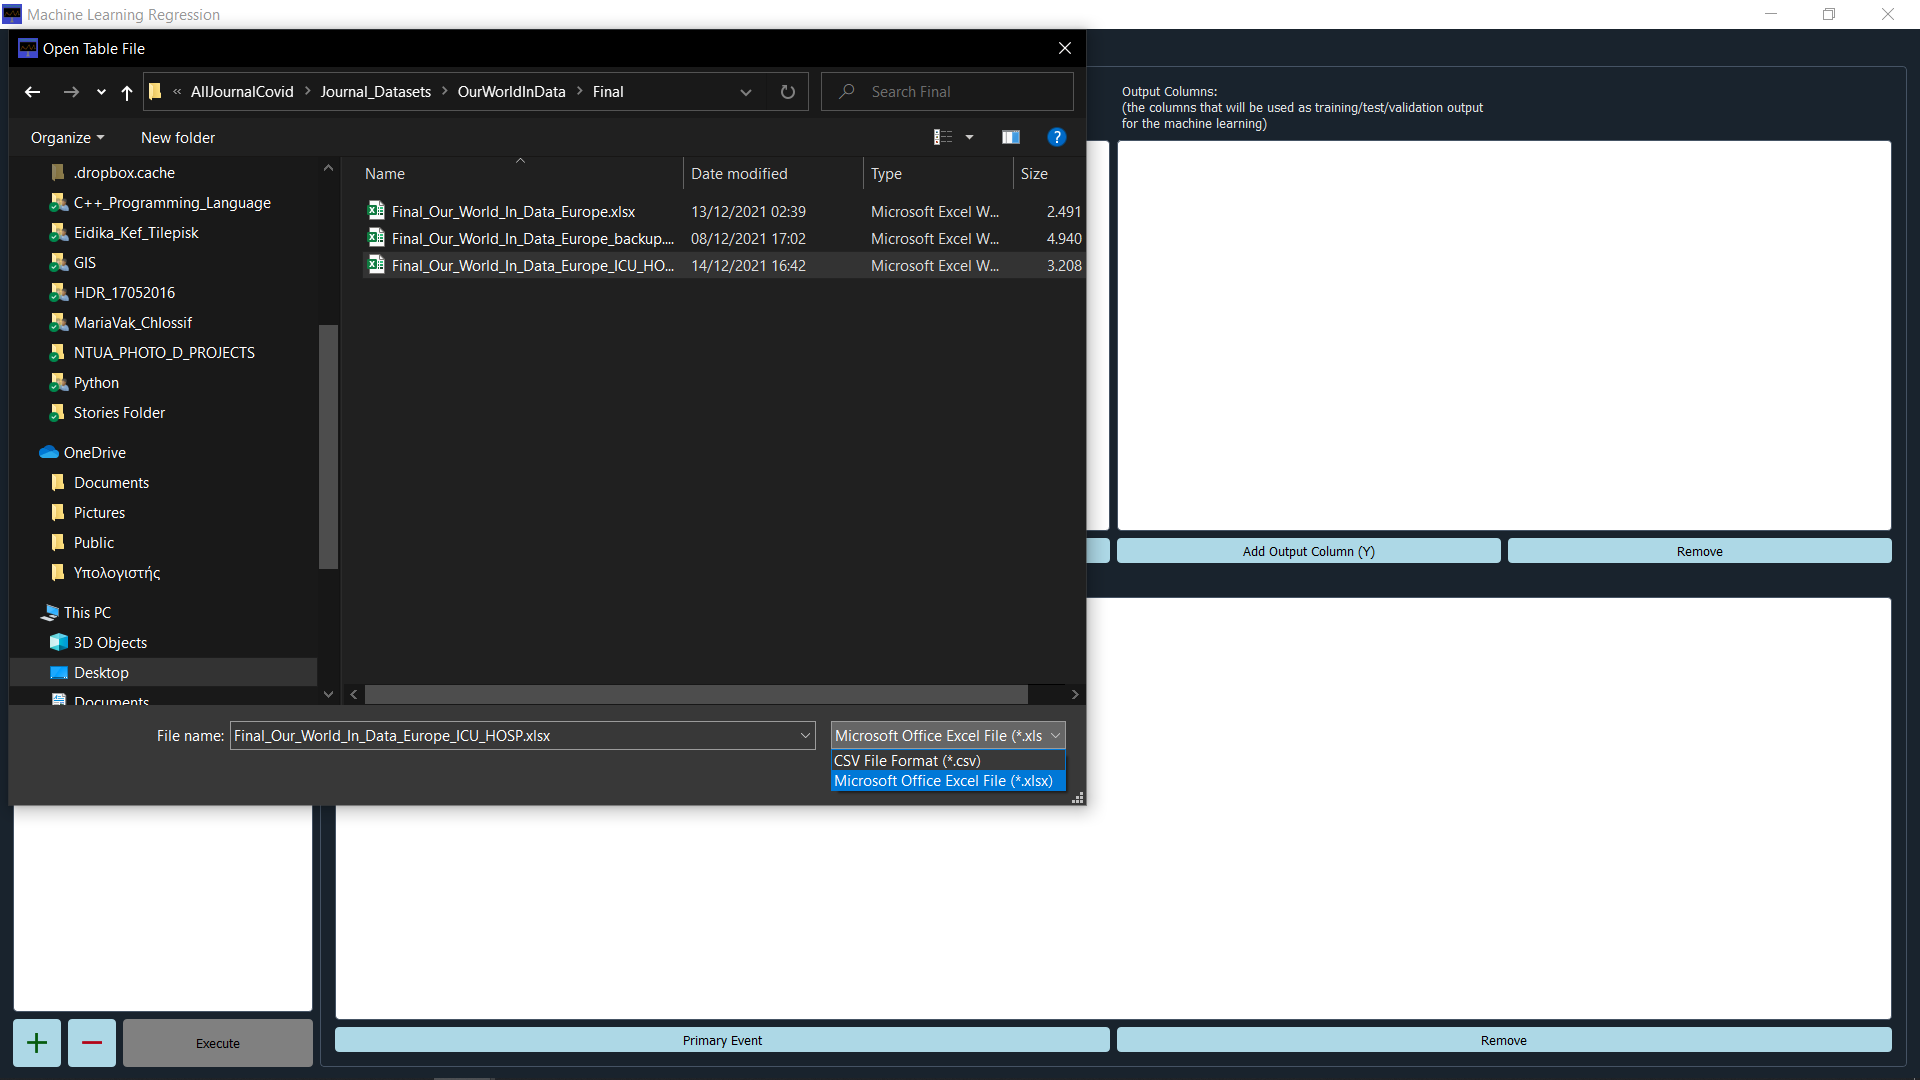 Machine Learning Regression
Open Table File
« AllJournalCovid > Journal_Datasets > OurWorldInData > Final
Search Final
Organize
New folder
?
.dropbox.cache
C++_Programming_Language
Eidika_Kef_Tilepisk
GIS
HDR_17052016
MariaVak_Chlossif
NTUA_PHOTO_D_PROJECTS
Python
Stories Folder
OneDrive
Documents
Pictures
Public
Υπολογιστής
This PC
3D Objects
Desktop
Documents
Name Date modified Type Size
Final_Our_World_In_Data_Europe.xlsx 13/12/2021 02:39 Microsoft Excel W... 2.491
Final_Our_World_In_Data_Europe_backup.... 08/12/2021 17:02 Microsoft Excel W... 4.940
Final_Our_World_In_Data_Europe_ICU_HO... 14/12/2021 16:42 Microsoft Excel W... 3.208
File name: Final_Our_World_In_Data_Europe_ICU_HOSP.xlsx
Microsoft Office Excel File (*.xls
CSV File Format (*.csv)
Microsoft Office Excel File (*.xlsx)
Output Columns:
(the columns that will be used as training/test/validation output
for the machine learning)
Add Output Column (Y)
Remove
Execute
Primary Event
Remove